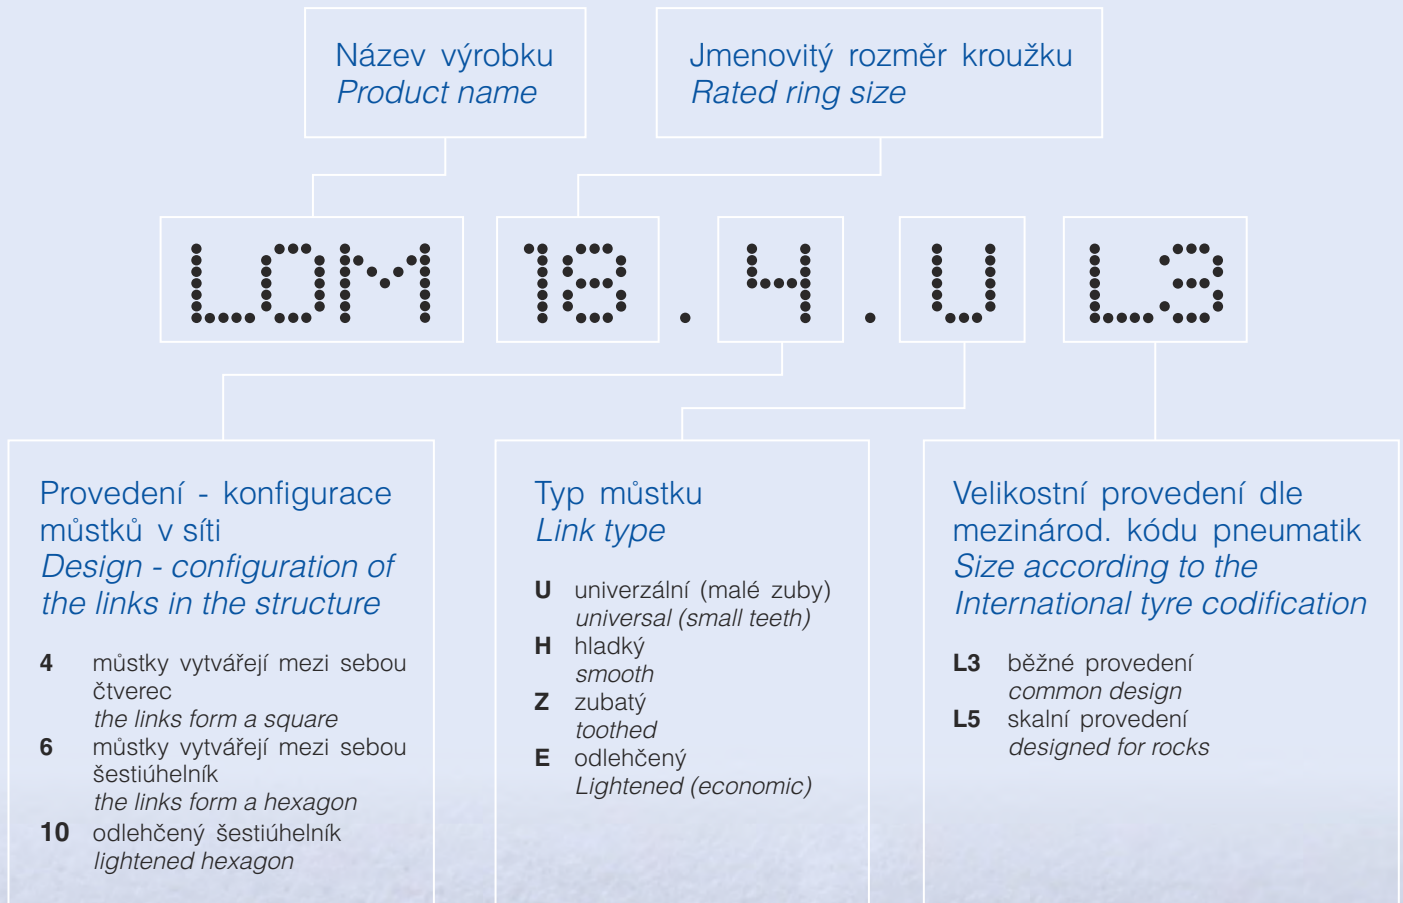 Název výrobku
Product name
Jmenovitý rozměr kroužku
Rated ring size
LOM 18 . 4 . U L3
Provedení - konfigurace
můstků v síti
Design - configuration of
the links in the structure
4 můstky vytvářejí mezi sebou
čtverec
the links form a square
6 můstky vytvářejí mezi sebou
šestiúhelník
the links form a hexagon
10 odlehčený šestiúhelník
lightened hexagon
Typ můstku
Link type
U univerzální (malé zuby)
universal (small teeth)
H hladký
smooth
Z zubatý
toothed
E odlehčený
Lightened (economic)
Velikostní provedení dle
mezinárod. kódu pneumatik
Size according to the
International tyre codification
L3 běžné provedení
common design
L5 skalní provedení
designed for rocks